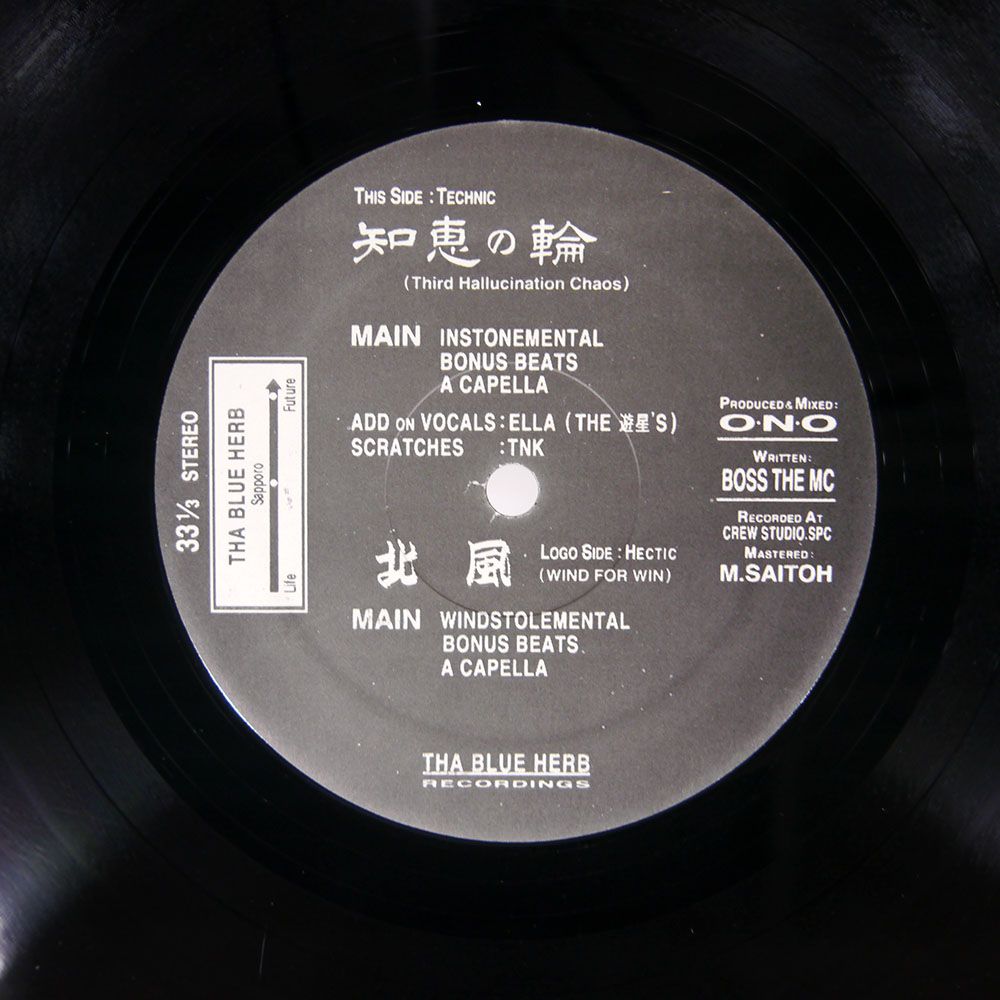 THIS SIDE : TECHNIC
知恵の輪
(Third Hallucination Chaos)
MAIN INSTONEMENTAL
BONUS BEATS
A CAPELLA
ADD ON VOCALS : ELLA (THE 遊星'S)
SCRATCHES : TNK
北風
LOGO SIDE : HECTIC
(WIND FOR WIN)
MAIN WINDSTOLEMENTAL
BONUS BEATS
A CAPELLA
THA BLUE HERB
RECORDINGS
PRODUCED & MIXED :
O·N·O
WRITTEN :
BOSS THE MC
RECORDED AT
CREW STUDIO.SPC
MASTERED :
M.SAITOH
33 1/3 STEREO
THA BLUE HERB
Sapporo
Life
Future